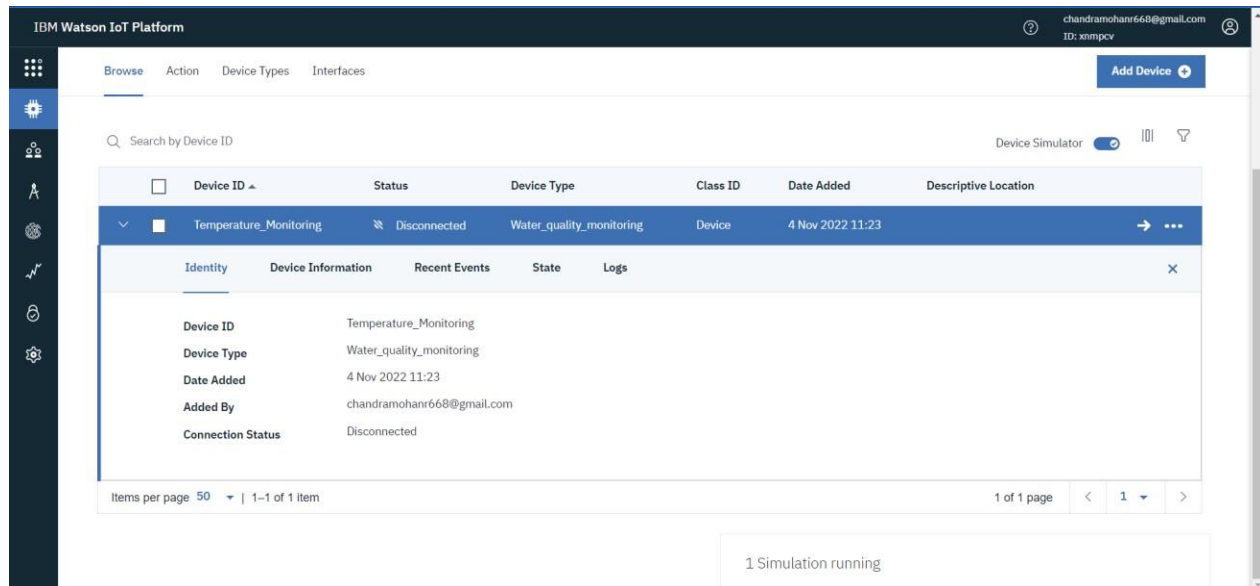 IBM Watson IoT Platform
chandramohanr668@gmail.com
ID: xnmpcv
Browse Action Device Types Interfaces
Add Device
Search by Device ID
Device Simulator
Device ID Status Device Type Class ID Date Added Descriptive Location
Temperature_Monitoring Disconnected Water_quality_monitoring Device 4 Nov 2022 11:23
Identity Device Information Recent Events State Logs
Device ID Temperature_Monitoring
Device Type Water_quality_monitoring
Date Added 4 Nov 2022 11:23
Added By chandramohanr668@gmail.com
Connection Status Disconnected
Items per page 50 | 1–1 of 1 item 1 of 1 page 1
1 Simulation running